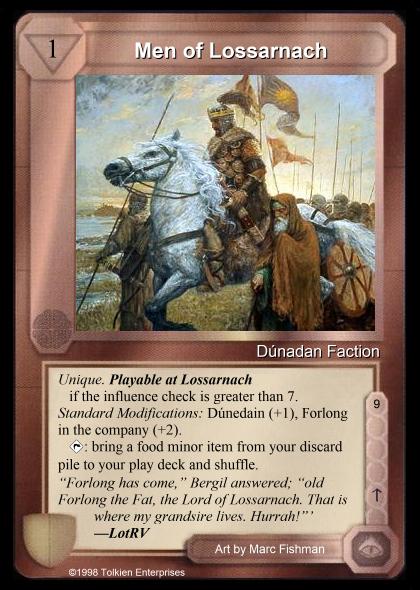 1
Men of Lossarnach
Dúnadan Faction
Unique. Playable at Lossarnach
if the influence check is greater than 7.
Standard Modifications: Dúnedain (+1), Forlong
in the company (+2).
: bring a food minor item from your discard
pile to your play deck and shuffle.
“Forlong has come,” Bergil answered; “old
Forlong the Fat, the Lord of Lossarnach. That is
where my grandsire lives. Hurrah!”’
—LotRV
9
Art by Marc Fishman
©1998 Tolkien Enterprises